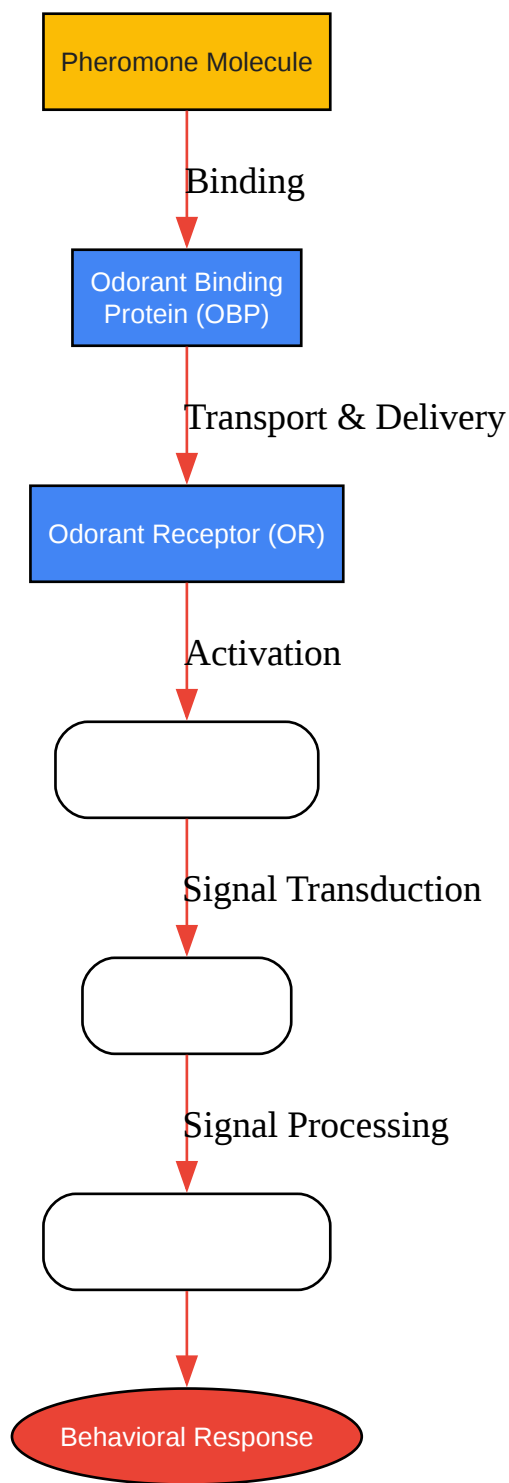 Pheromone Molecule
Binding
Odorant Binding
Protein (OBP)
Transport & Delivery
Odorant Receptor (OR)
Activation
Signal Transduction
Signal Processing
Behavioral Response